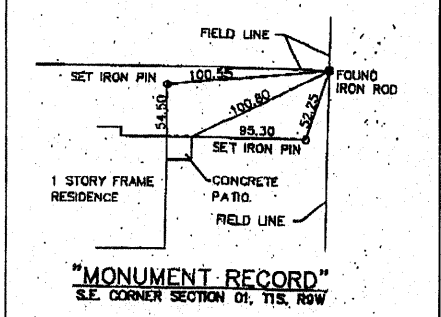 FIELD LINE
SET IRON PIN
100.55
FOUND
IRON ROD
100.80
52.25
54.50
95.30
SET IRON PIN
1 STORY FRAME
RESIDENCE
CONCRETE
PATIO.
FIELD LINE
"MONUMENT RECORD"
S.E. CORNER SECTION 01, T1S, R9W